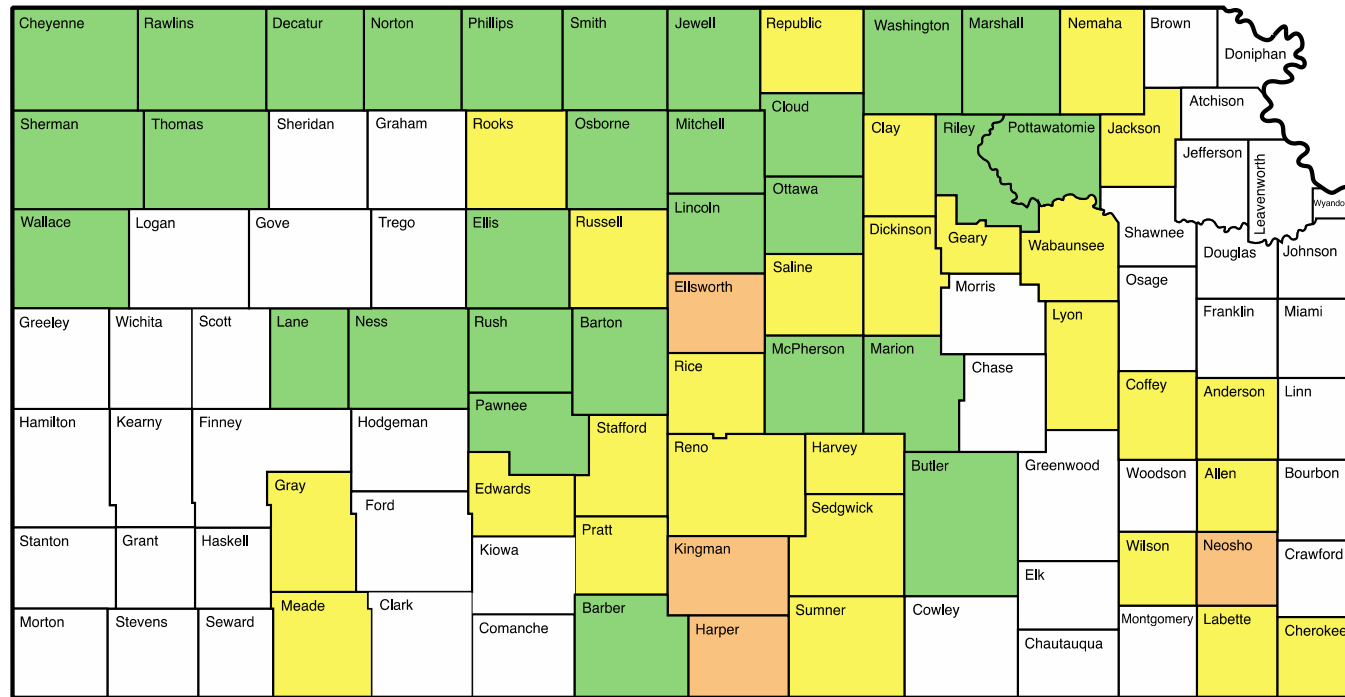 Cheyenne
Rawlins
Decatur
Norton
Phillips
Smith
Jewell
Republic
Washington
Marshall
Nemaha
Brown
Doniphan
Sherman
Thomas
Sheridan
Graham
Rooks
Osborne
Mitchell
Cloud
Clay
Riley
Pottawatomie
Jackson
Atchison
Jefferson
Leavenworth
Wyando
Wallace
Logan
Gove
Trego
Ellis
Russell
Lincoln
Ottawa
Dickinson
Geary
Wabaunsee
Shawnee
Douglas
Johnson
Saline
Ellsworth
Morris
Osage
Greeley
Wichita
Scott
Lane
Ness
Rush
Barton
McPherson
Marion
Lyon
Franklin
Miami
Rice
Chase
Hamilton
Kearny
Finney
Hodgeman
Pawnee
Stafford
Reno
Harvey
Butler
Greenwood
Coffey
Anderson
Linn
Gray
Ford
Edwards
Sedgwick
Woodson
Allen
Bourbon
Stanton
Grant
Haskell
Kiowa
Pratt
Kingman
Elk
Wilson
Neosho
Crawford
Morton
Stevens
Seward
Meade
Clark
Comanche
Barber
Harper
Sumner
Cowley
Chautauqua
Montgomery
Labette
Cherokee